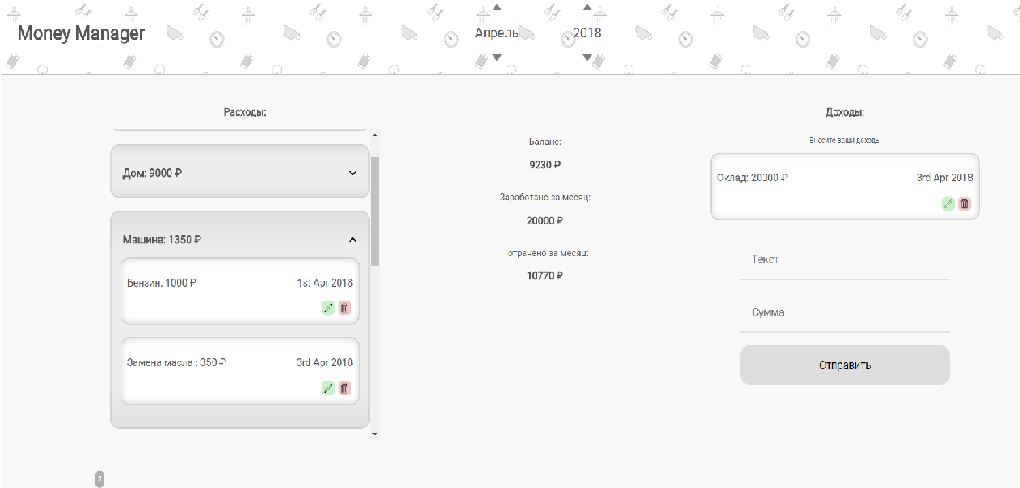 Money Manager
Апрель 2018
Расходы:
Дом: 9000 ₽
Машина: 1350 ₽
Бензин: 1000 ₽ 1st Apr 2018
Замена масла : 350 ₽ 3rd Apr 2018
Баланс:
9230 ₽
Заработано за месяц:
20000 ₽
Потрачено за месяц:
10770 ₽
Доходы:
Вносите ваши доходы
Оклад: 20000 ₽ 3rd Apr 2018
Текст
Сумма
Отправить
?